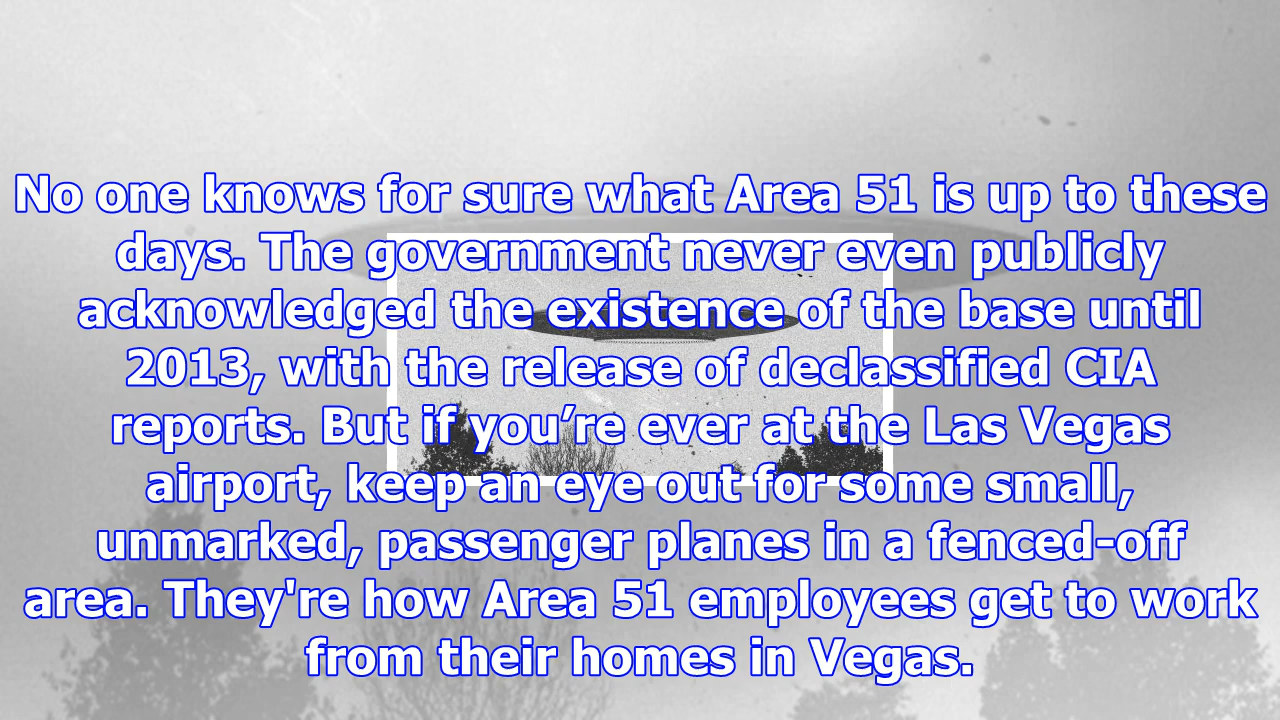 No one knows for sure what Area 51 is up to these
days. The government never even publicly
acknowledged the existence of the base until
2013, with the release of declassified CIA
reports. But if you’re ever at the Las Vegas
airport, keep an eye out for some small,
unmarked, passenger planes in a fenced-off
area. They're how Area 51 employees get to work
from their homes in Vegas.